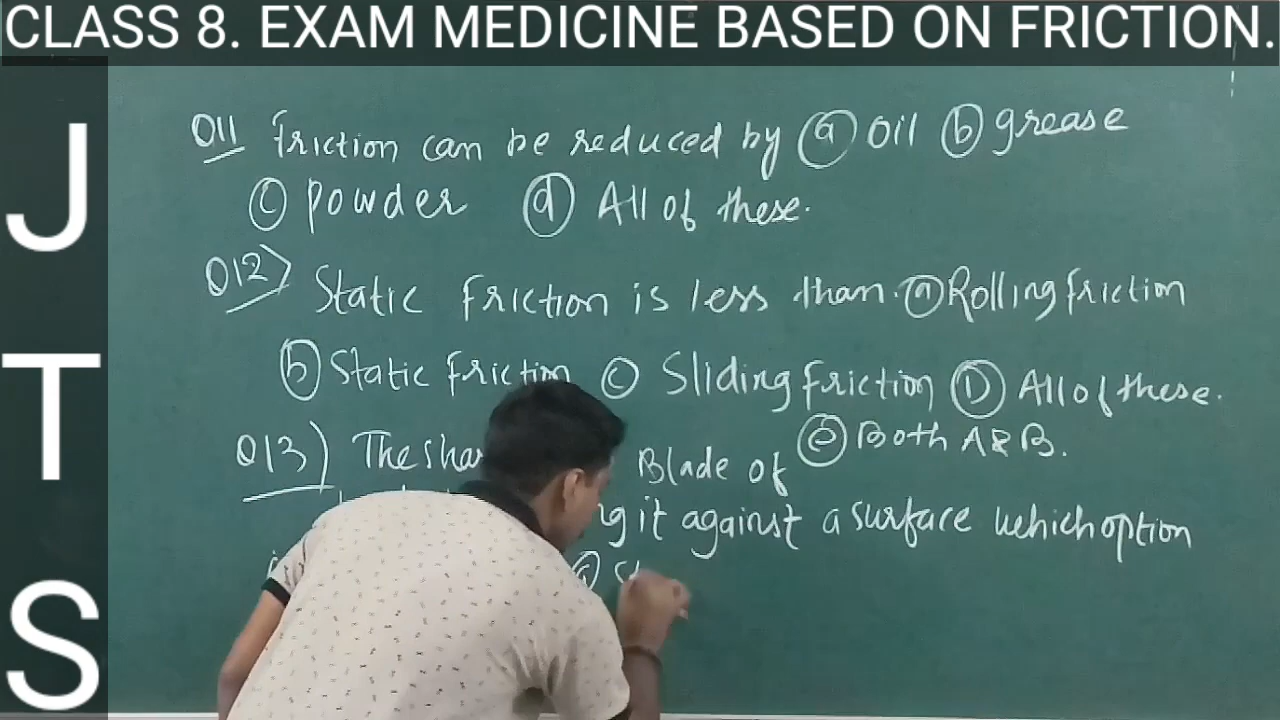 CLASS 8. EXAM MEDICINE BASED ON FRICTION.
J
T
S
Q11 Friction can be reduced by (a) Oil (b) grease
(c) Powder (d) All of these.
Q12) Static friction is less than. (a) Rolling friction
(b) Static friction (c) Sliding friction (D) All of these.
(e) Both A & B.
Q13) The Blade of
it against a surface which option
(a)